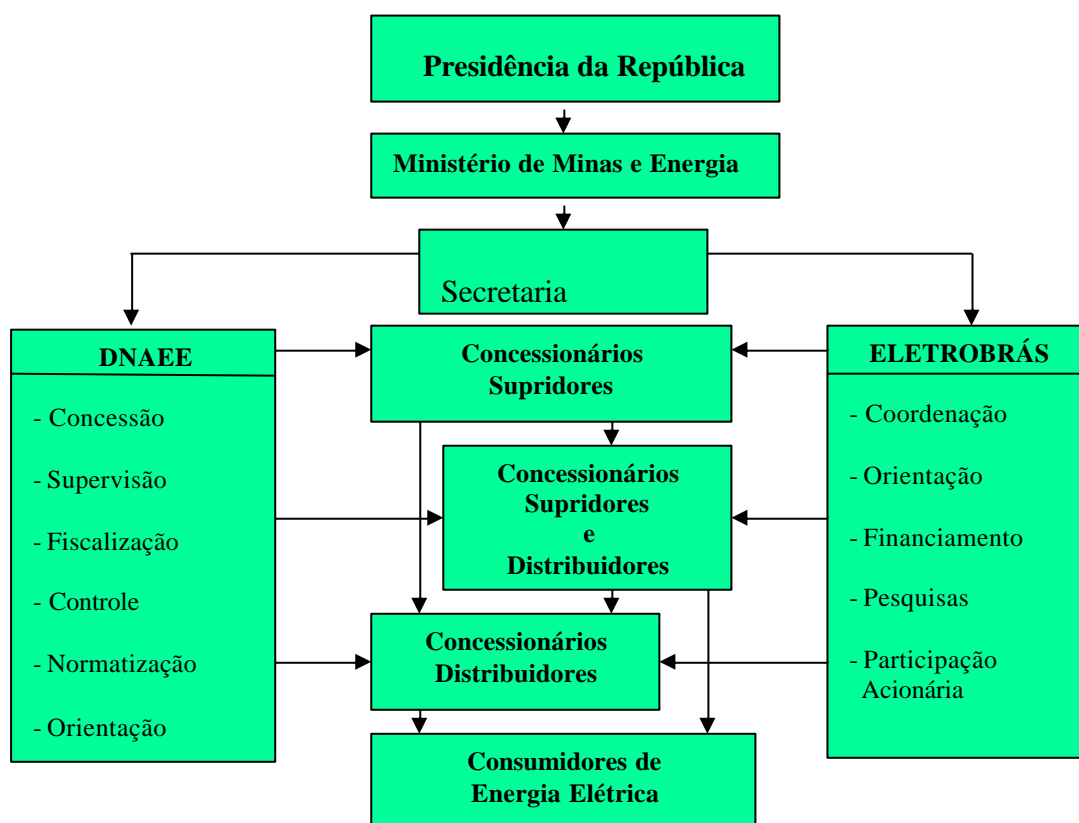 Presidência da República
Ministério de Minas e Energia
Secretaria
DNAEE
- Concessão
- Supervisão
- Fiscalização
- Controle
- Normatização
- Orientação
Concessionários
Supridores
Concessionários
Supridores
e
Distribuidores
Concessionários
Distribuidores
Consumidores de
Energia Elétrica
ELETROBRÁS
- Coordenação
- Orientação
- Financiamento
- Pesquisas
- Participação
Acionária